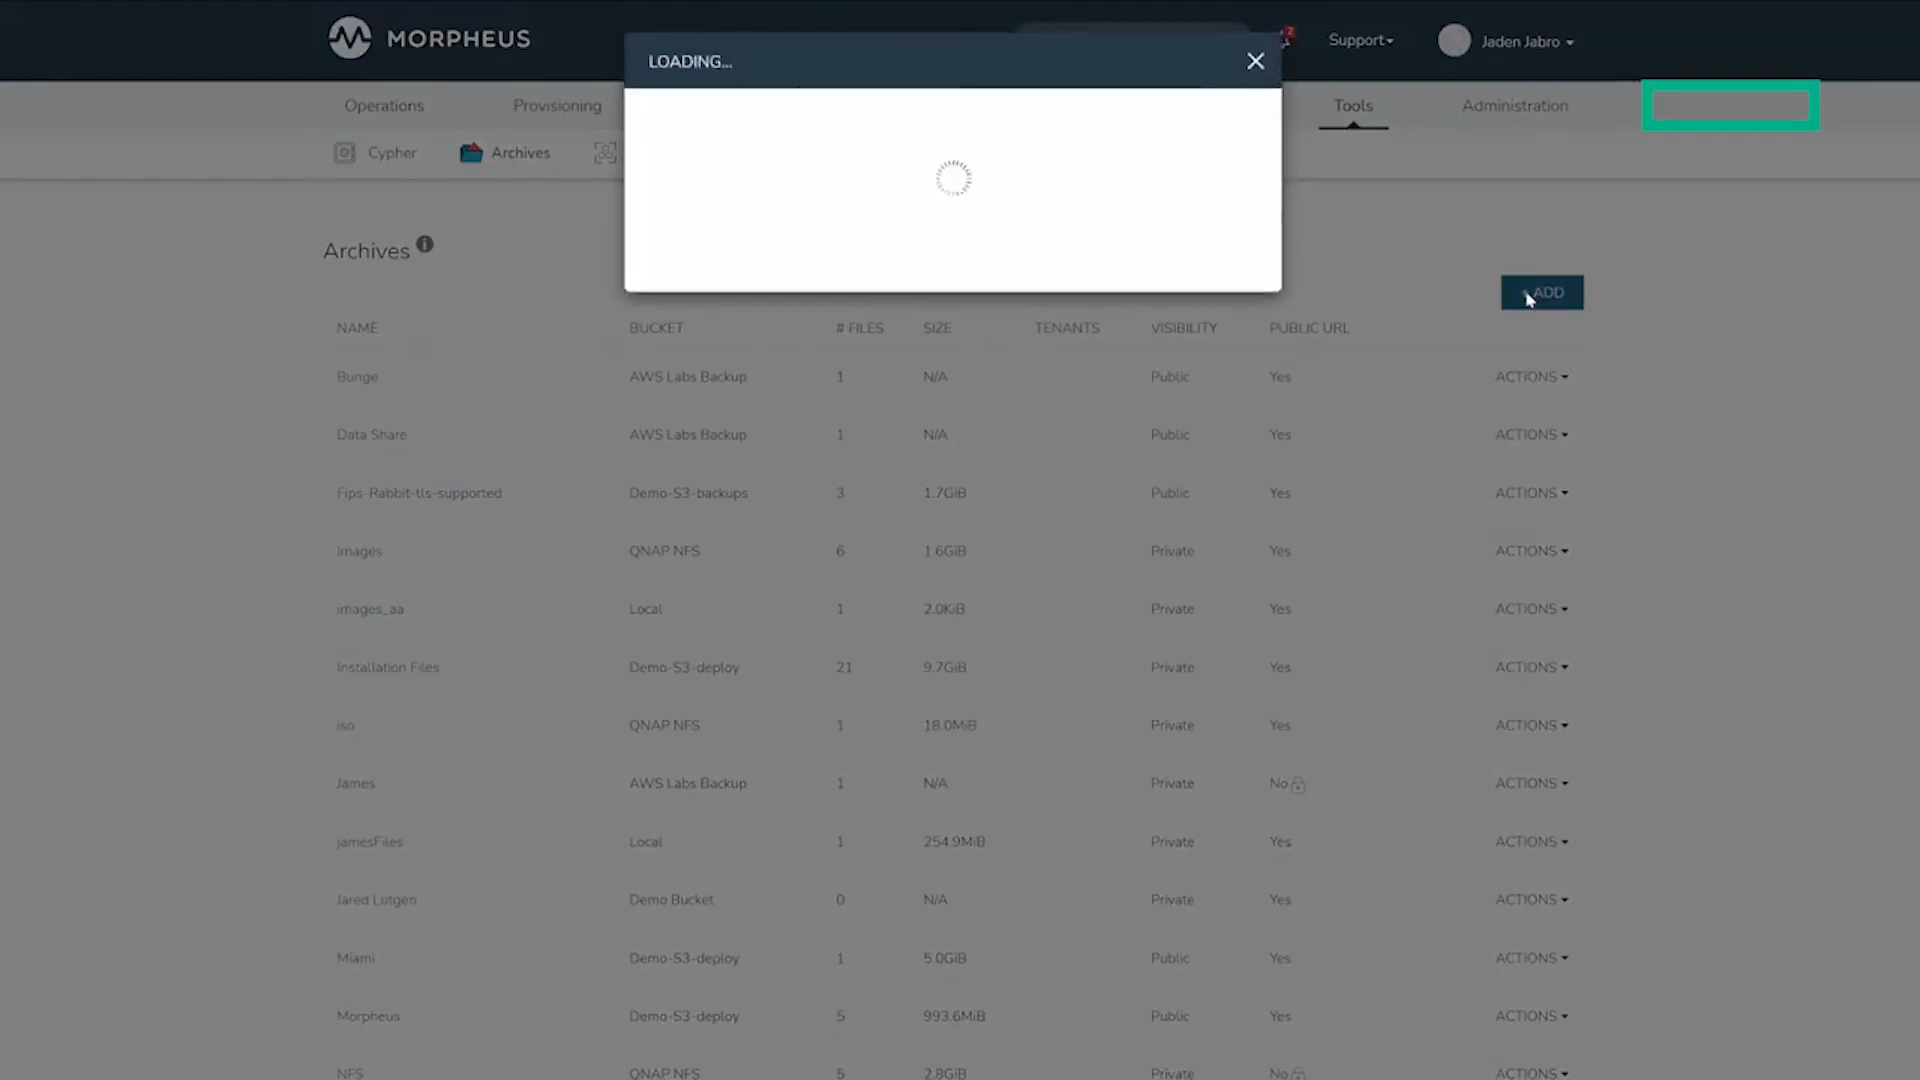 MORPHEUS
LOADING...
2
Support
Jaden Jabro
Operations
Provisioning
Tools
Administration
Cypher
Archives
Archives
ADD
NAME BUCKET # FILES SIZE TENANTS VISIBILITY PUBLIC URL
Bunge AWS Labs Backup 1 N/A Public Yes ACTIONS
Data Share AWS Labs Backup 1 N/A Public Yes ACTIONS
Fips-Rabbit-tls-supported Demo-S3-backups 3 1.7GiB Public Yes ACTIONS
Images QNAP NFS 6 1.6GiB Private Yes ACTIONS
images_aa Local 1 2.0KiB Private Yes ACTIONS
Installation Files Demo-S3-deploy 21 9.7GiB Private Yes ACTIONS
iso QNAP NFS 1 18.0MiB Private Yes ACTIONS
James AWS Labs Backup 1 N/A Private No ACTIONS
jamesFiles Local 1 254.9MiB Private Yes ACTIONS
Jared Lutgen Demo Bucket 0 N/A Private Yes ACTIONS
Miami Demo-S3-deploy 1 5.0GiB Public Yes ACTIONS
Morpheus Demo-S3-deploy 5 993.6MiB Public Yes ACTIONS
NFS QNAP NFS 5 2.8GiB Private No ACTIONS